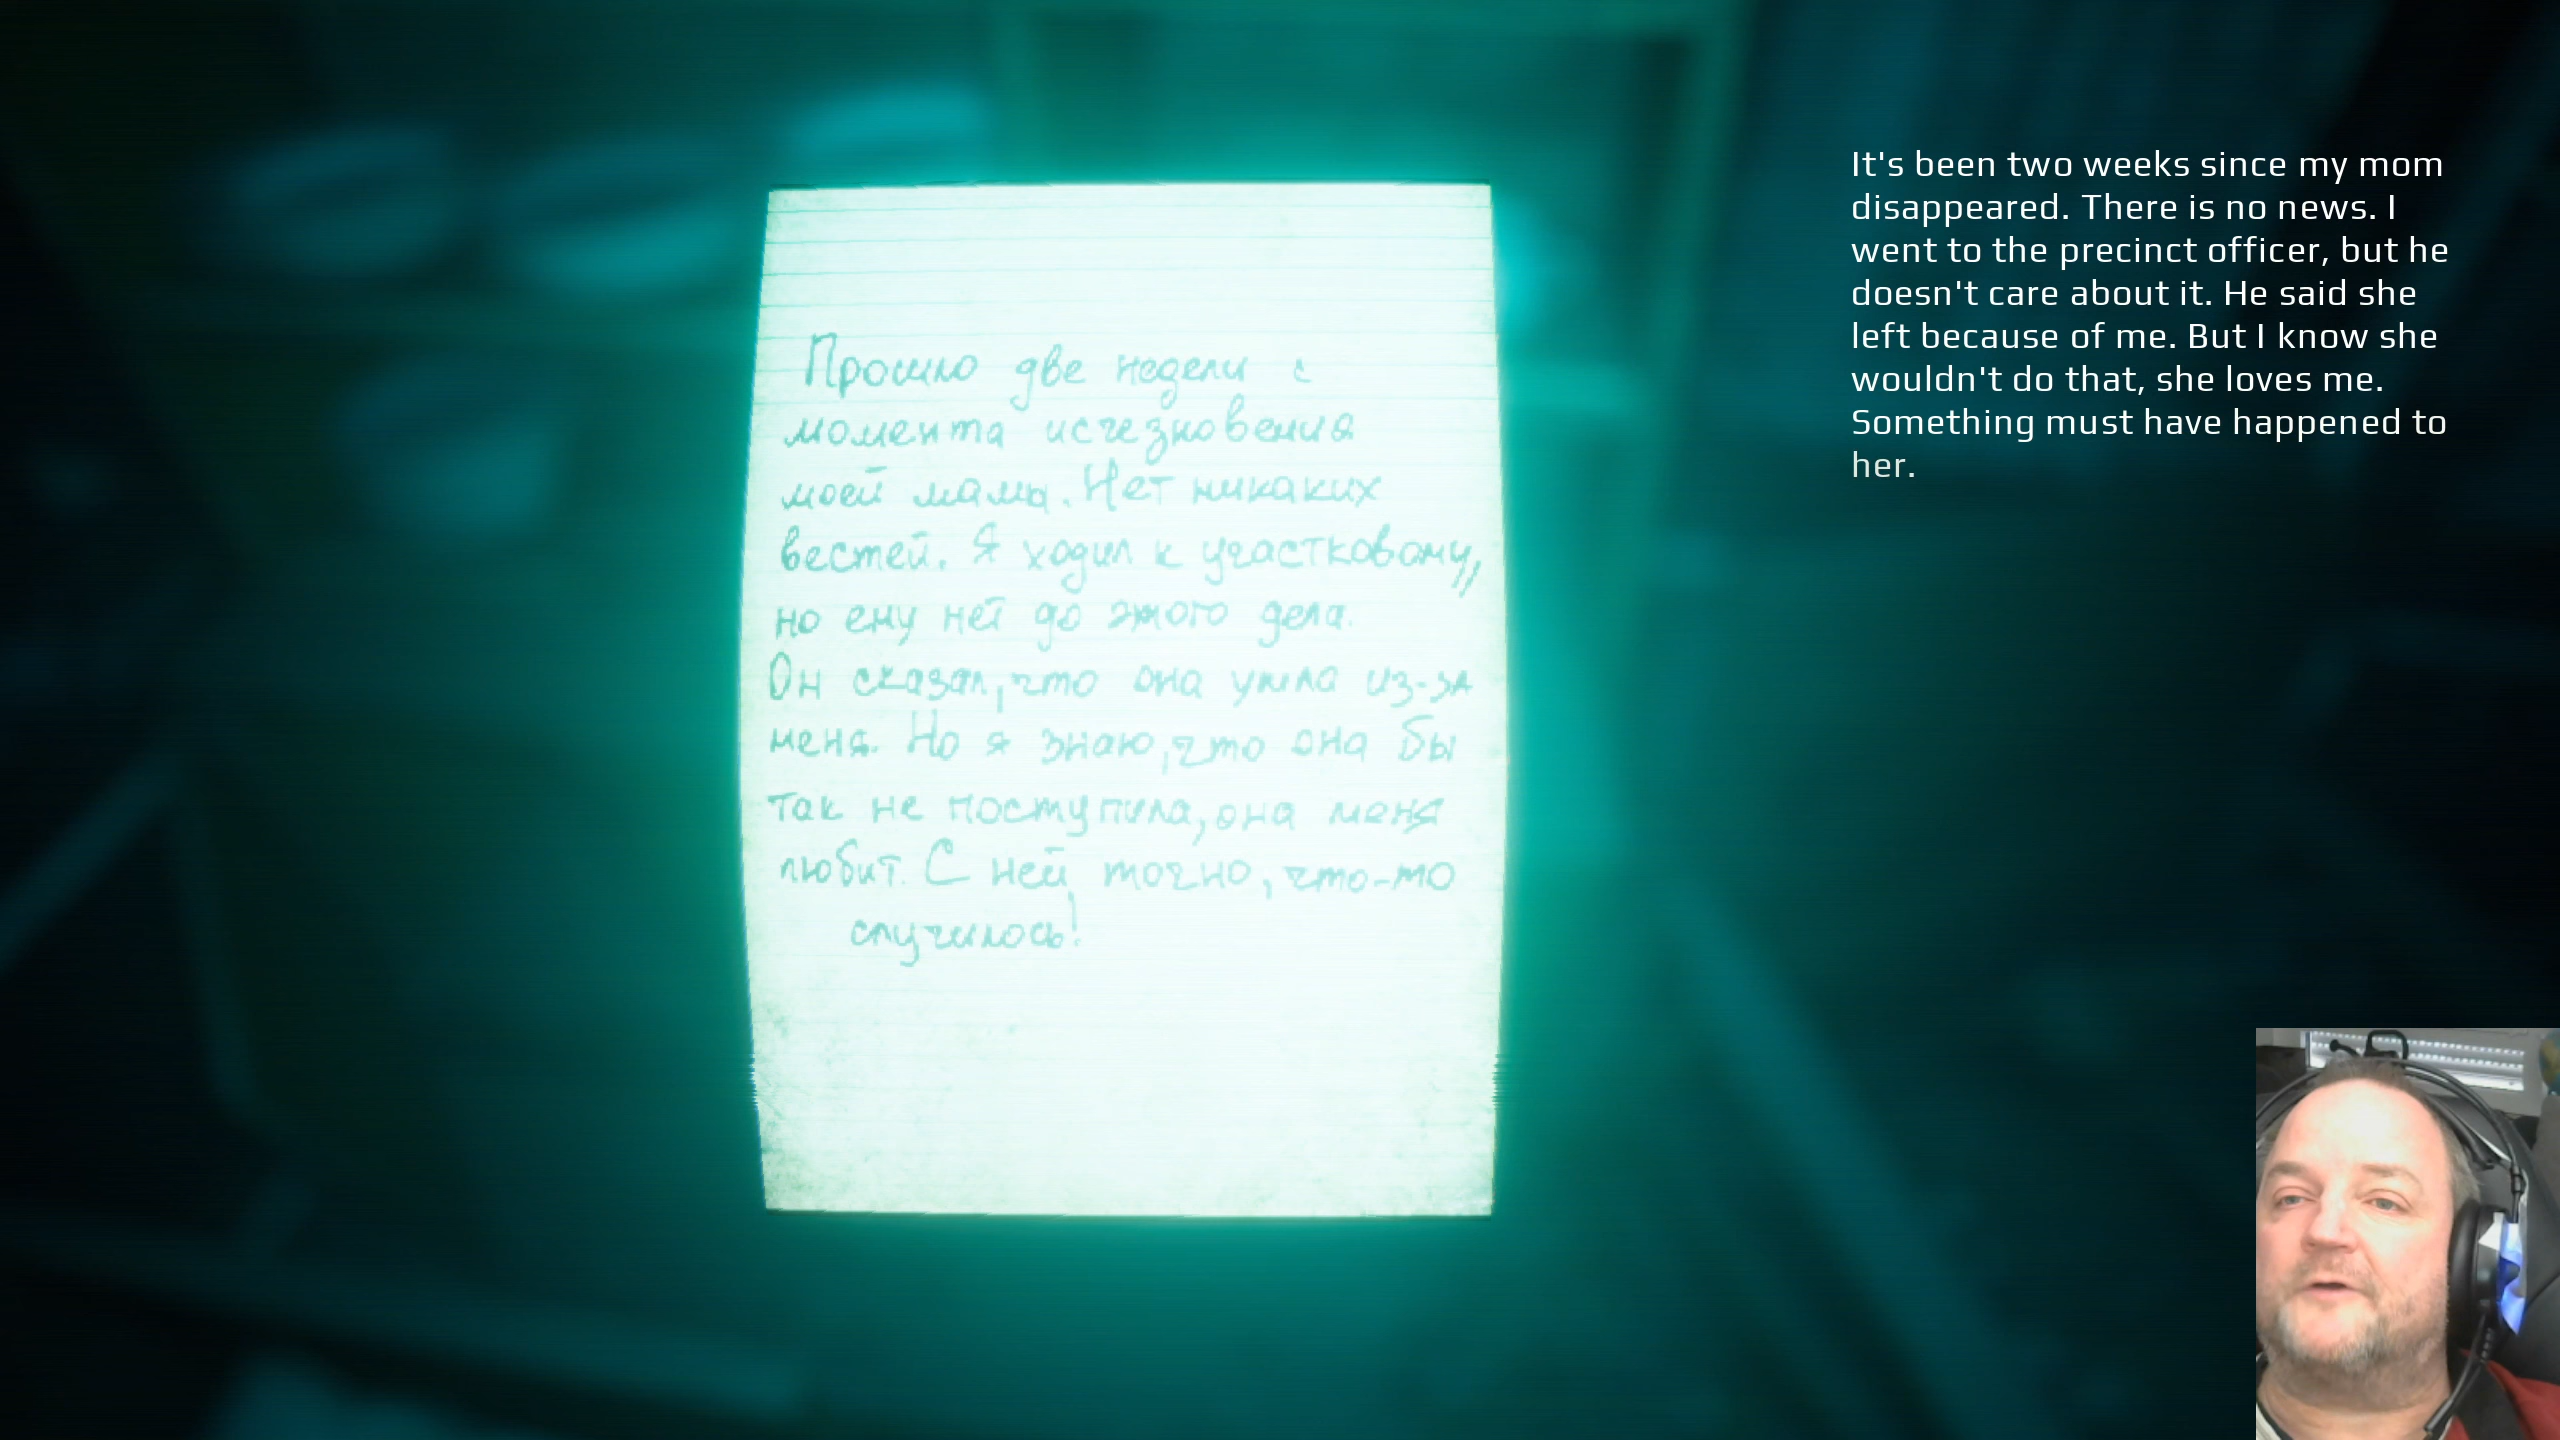 Прошло две недели с
момента исчезновения
моей мамы. Нет никаких
вестей. Я ходил к участковому,
но ему нет до этого дела.
Он сказал, что она ушла из-за
меня. Но я знаю, что она бы
так не поступила, она меня
любит. С ней точно, что-то
случилось!
It's been two weeks since my mom
disappeared. There is no news. I
went to the precinct officer, but he
doesn't care about it. He said she
left because of me. But I know she
wouldn't do that, she loves me.
Something must have happened to
her.